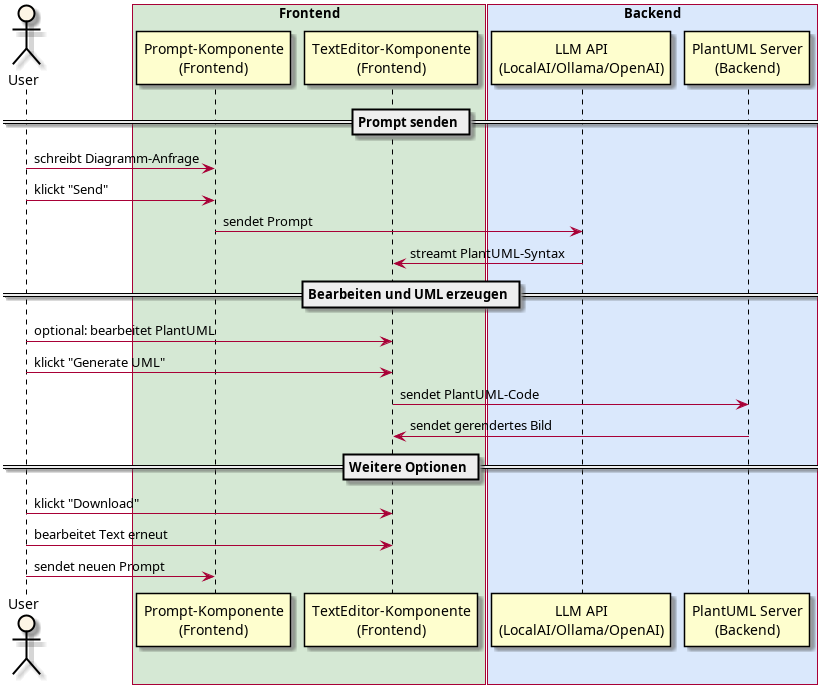 Frontend
Backend
User
Prompt-Komponente
(Frontend)
TextEditor-Komponente
(Frontend)
LLM API
(LocalAI/Ollama/OpenAI)
PlantUML Server
(Backend)
Prompt senden
schreibt Diagramm-Anfrage
klickt "Send"
sendet Prompt
streamt PlantUML-Syntax
Bearbeiten und UML erzeugen
optional: bearbeitet PlantUML
klickt "Generate UML"
sendet PlantUML-Code
sendet gerendertes Bild
Weitere Optionen
klickt "Download"
bearbeitet Text erneut
sendet neuen Prompt
User
Prompt-Komponente
(Frontend)
TextEditor-Komponente
(Frontend)
LLM API
(LocalAI/Ollama/OpenAI)
PlantUML Server
(Backend)